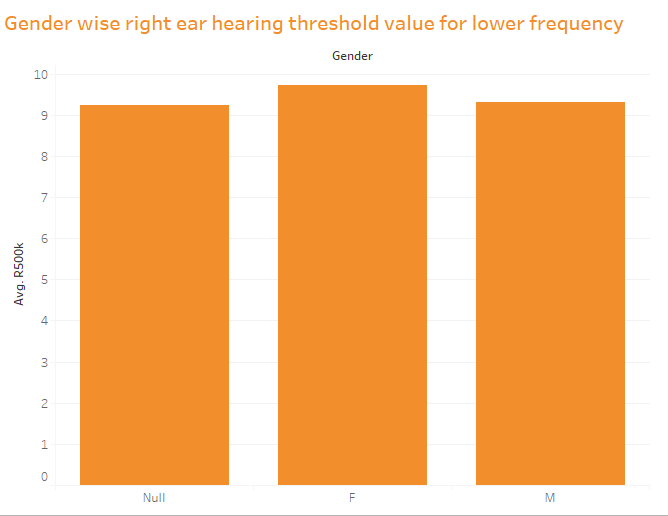 Gender wise right ear hearing threshold value for lower frequency
Gender
10
9
8
7
6
5
4
3
2
1
0
Avg. R500k
Null F M